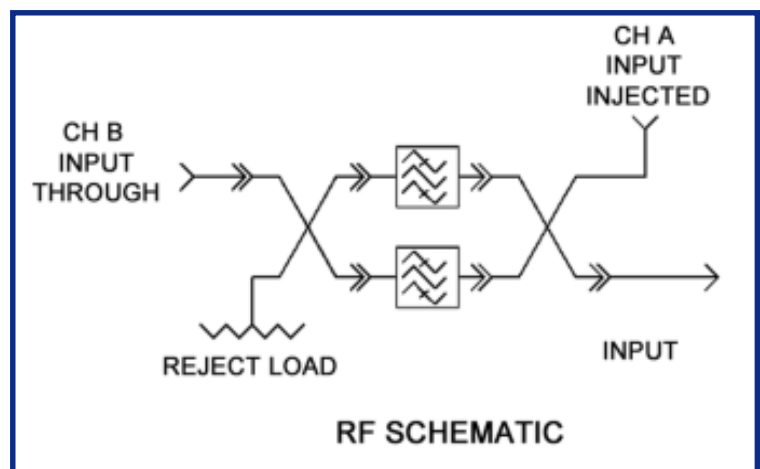 CH A
INPUT
INJECTED
CH B
INPUT
THROUGH
REJECT LOAD
INPUT
RF SCHEMATIC